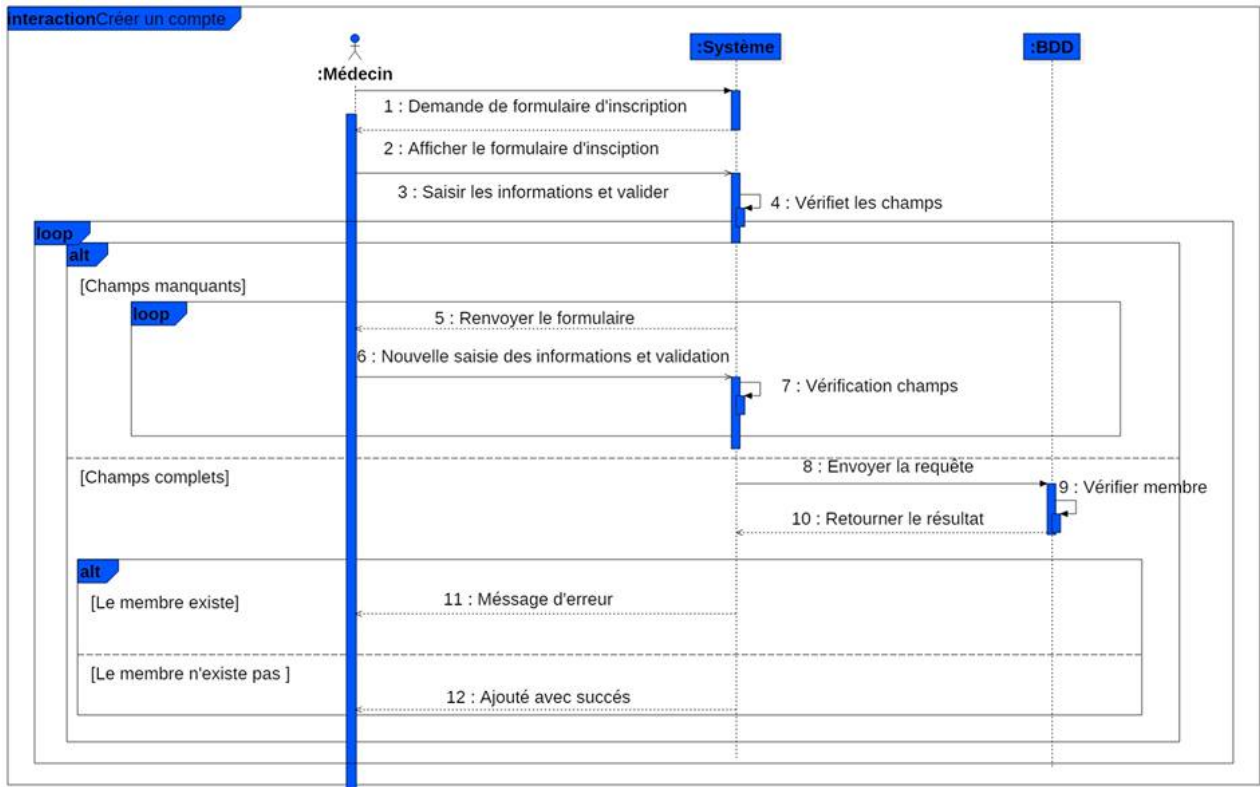 interactionCréer un compte
:Médecin
:Système
:BDD
1 : Demande de formulaire d'inscription
2 : Afficher le formulaire d'insciption
3 : Saisir les informations et valider
4 : Vérifiet les champs
loop
alt
[Champs manquants]
loop
5 : Renvoyer le formulaire
6 : Nouvelle saisie des informations et validation
7 : Vérification champs
[Champs complets]
8 : Envoyer la requête
9 : Vérifier membre
10 : Retourner le résultat
alt
[Le membre existe]
11 : Méssage d'erreur
[Le membre n'existe pas ]
12 : Ajouté avec succés